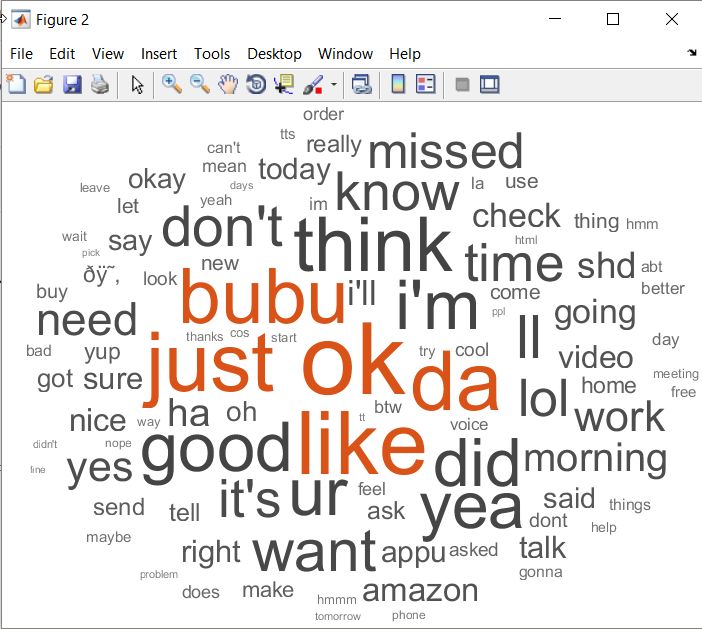 Figure 2
File Edit View Insert Tools Desktop Window Help
order
tts
can't really missed
mean today
leave okay days know la use
let yeah im
don't check thing hmm
wait say think html
pick time shd abt
ðÿ˜‚ look new
buy bubu i'll i'm come better
need ppl going
thanks cos start ll day
bad yup just ok try cool video
got sure da home meeting
free
nice way ha oh tt btw lol work
like voice
didn't nope good did morning
fine yes
it's ur feel yea said things
send tell ask dont
help
maybe right want appu asked talk
problem gonna
does make amazon
hmmm
tomorrow phone